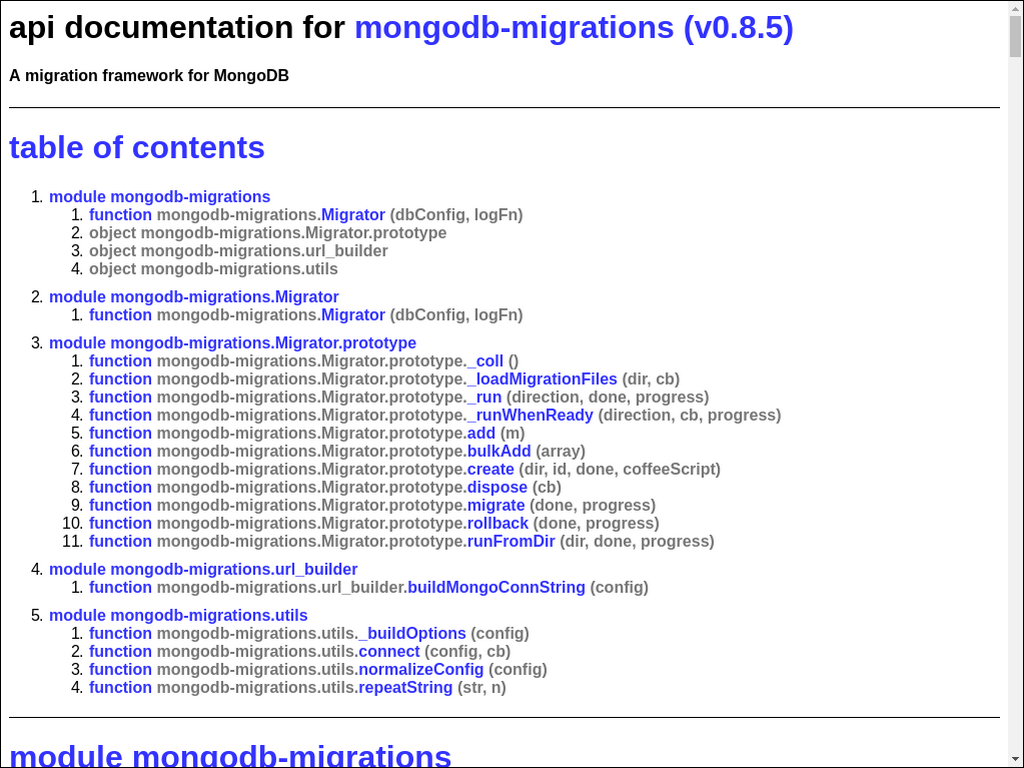 api documentation for mongodb-migrations (v0.8.5)
A migration framework for MongoDB
table of contents
1. module mongodb-migrations
1. function mongodb-migrations.Migrator (dbConfig, logFn)
2. object mongodb-migrations.Migrator.prototype
3. object mongodb-migrations.url_builder
4. object mongodb-migrations.utils
2. module mongodb-migrations.Migrator
1. function mongodb-migrations.Migrator (dbConfig, logFn)
3. module mongodb-migrations.Migrator.prototype
1. function mongodb-migrations.Migrator.prototype._coll ()
2. function mongodb-migrations.Migrator.prototype._loadMigrationFiles (dir, cb)
3. function mongodb-migrations.Migrator.prototype._run (direction, done, progress)
4. function mongodb-migrations.Migrator.prototype._runWhenReady (direction, cb, progress)
5. function mongodb-migrations.Migrator.prototype.add (m)
6. function mongodb-migrations.Migrator.prototype.bulkAdd (array)
7. function mongodb-migrations.Migrator.prototype.create (dir, id, done, coffeeScript)
8. function mongodb-migrations.Migrator.prototype.dispose (cb)
9. function mongodb-migrations.Migrator.prototype.migrate (done, progress)
10. function mongodb-migrations.Migrator.prototype.rollback (done, progress)
11. function mongodb-migrations.Migrator.prototype.runFromDir (dir, done, progress)
4. module mongodb-migrations.url_builder
1. function mongodb-migrations.url_builder.buildMongoConnString (config)
5. module mongodb-migrations.utils
1. function mongodb-migrations.utils._buildOptions (config)
2. function mongodb-migrations.utils.connect (config, cb)
3. function mongodb-migrations.utils.normalizeConfig (config)
4. function mongodb-migrations.utils.repeatString (str, n)
module mongodb-migrations